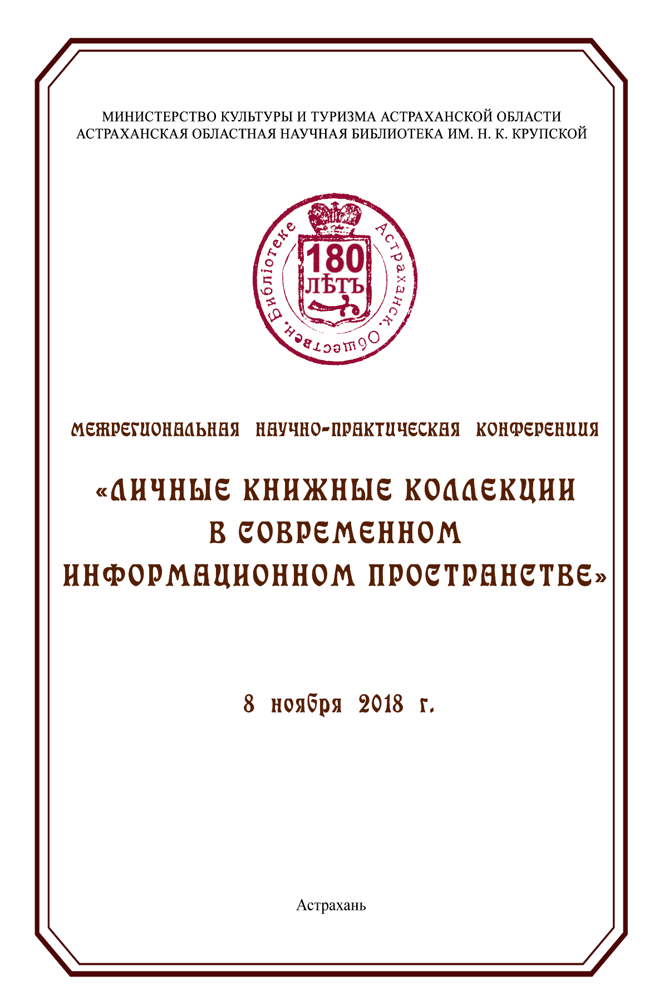 МИНИСТЕРСТВО КУЛЬТУРЫ И ТУРИЗМА АСТРАХАНСКОЙ ОБЛАСТИ
АСТРАХАНСКАЯ ОБЛАСТНАЯ НАУЧНАЯ БИБЛИОТЕКА ИМ. Н. К. КРУПСКОЙ
Астраханск. Обществен. Библіотеке
180
лѣтъ
МЕЖРЕГИОНАЛЬНАЯ НАУЧНО-ПРАКТИЧЕСКАЯ КОНФЕРЕНЦИЯ
«ЛИЧНЫЕ КНИЖНЫЕ КОЛЛЕКЦИИ
В СОВРЕМЕННОМ
ИНФОРМАЦИОННОМ ПРОСТРАНСТВЕ»
8 ноября 2018 г.
Астрахань